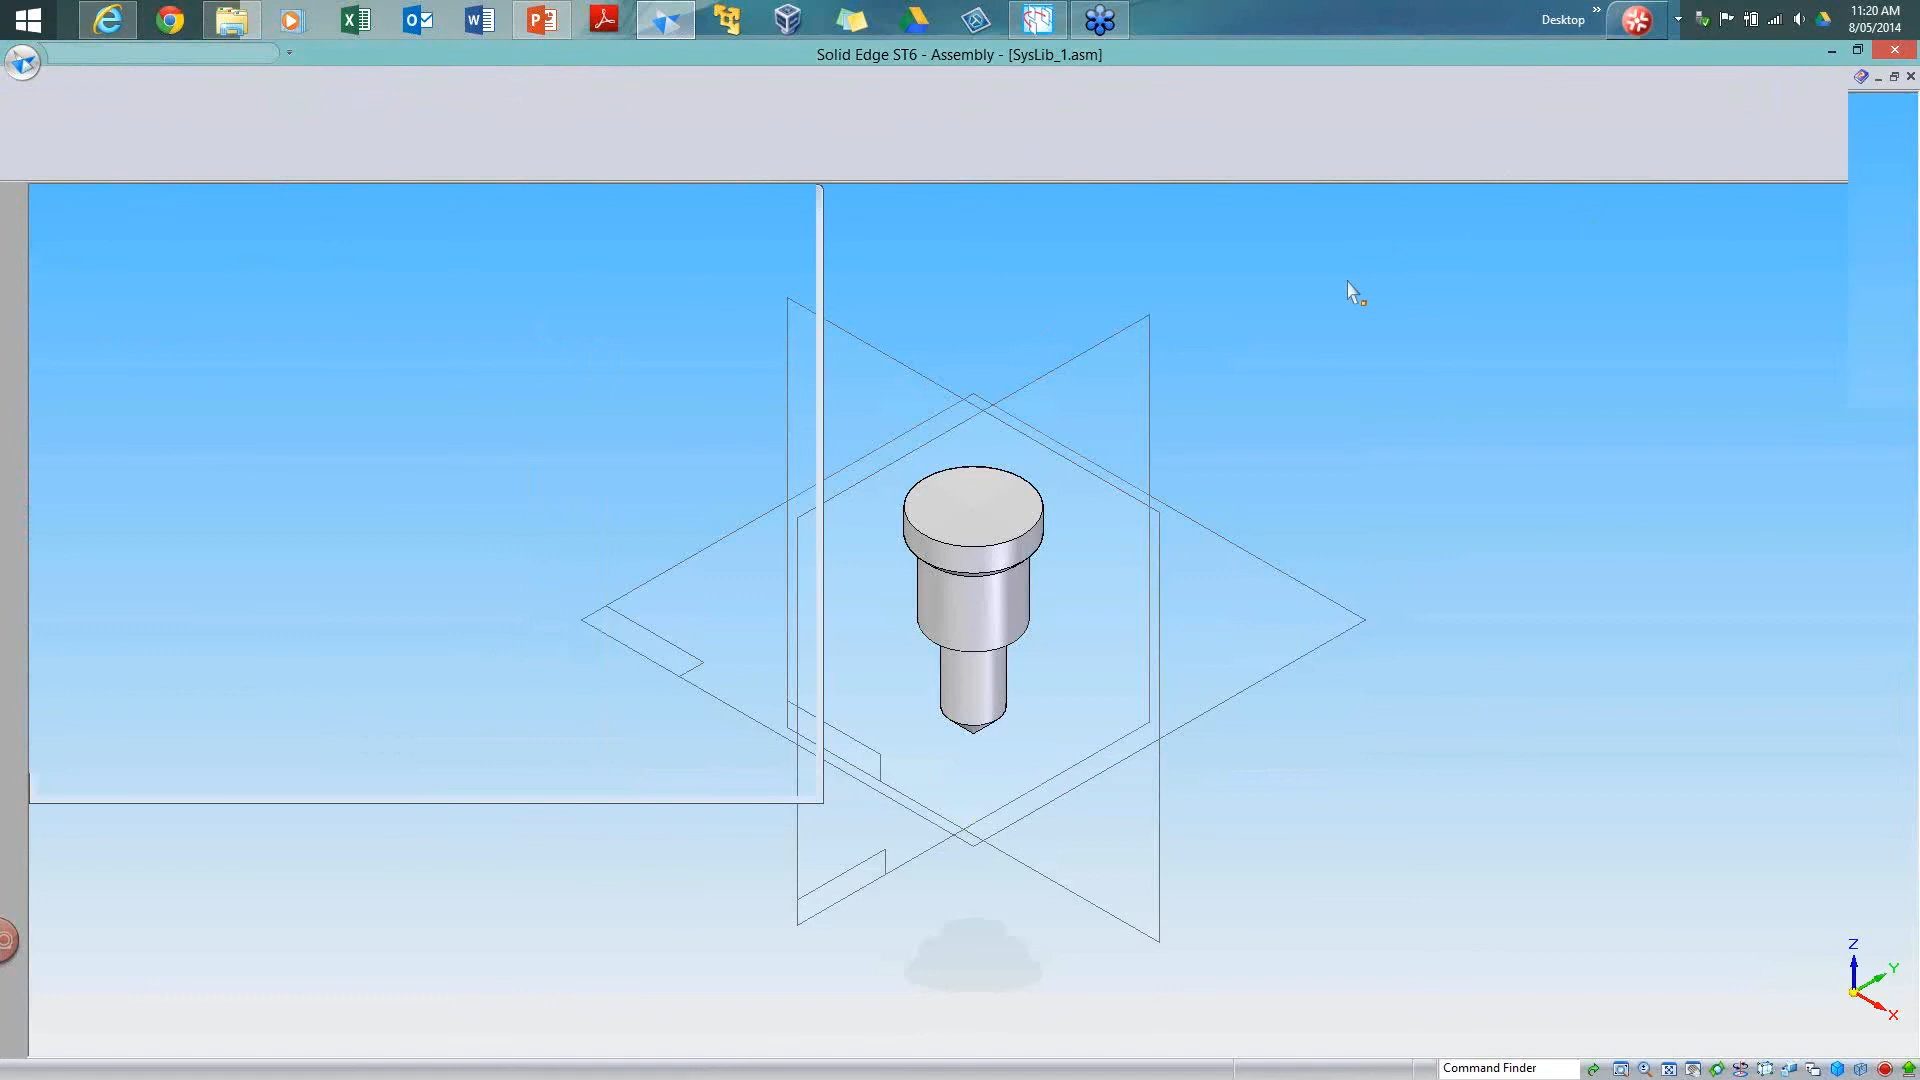 Desktop
»
11:20 AM
8/05/2014
Solid Edge ST6 - Assembly - [SysLib_1.asm]
Z
Y
X
Command Finder